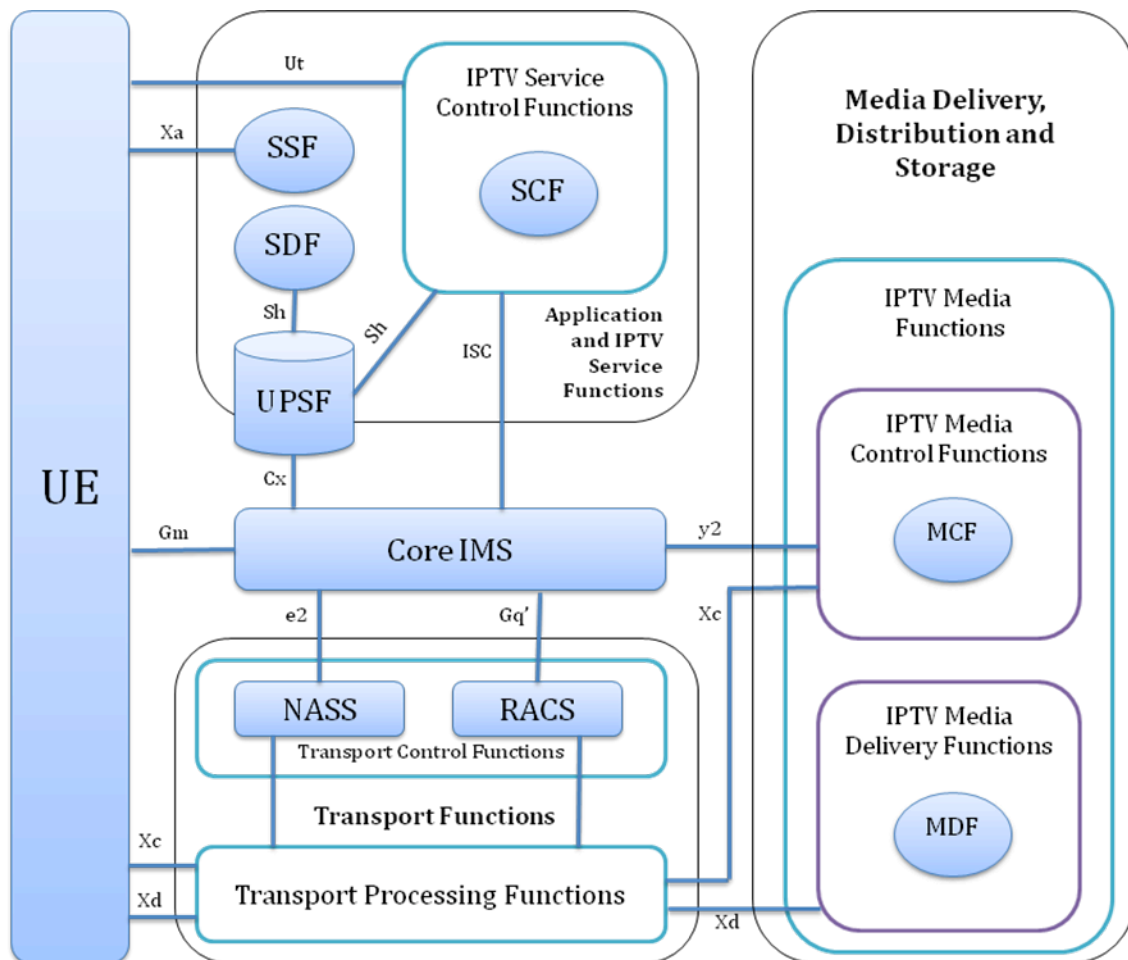 UE
Ut
Xa
SSF
SDF
Sh
UPSF
Sh
Cx
IPTV Service
Control Functions
SCF
ISC
Application
and IPTV
Service
Functions
Gm
Core IMS
y2
e2
Gq’
NASS
RACS
Transport Control Functions
Transport Functions
Xc
Xd
Transport Processing Functions
Xc
Xd
Media Delivery,
Distribution and
Storage
IPTV Media
Functions
IPTV Media
Control Functions
MCF
IPTV Media
Delivery Functions
MDF